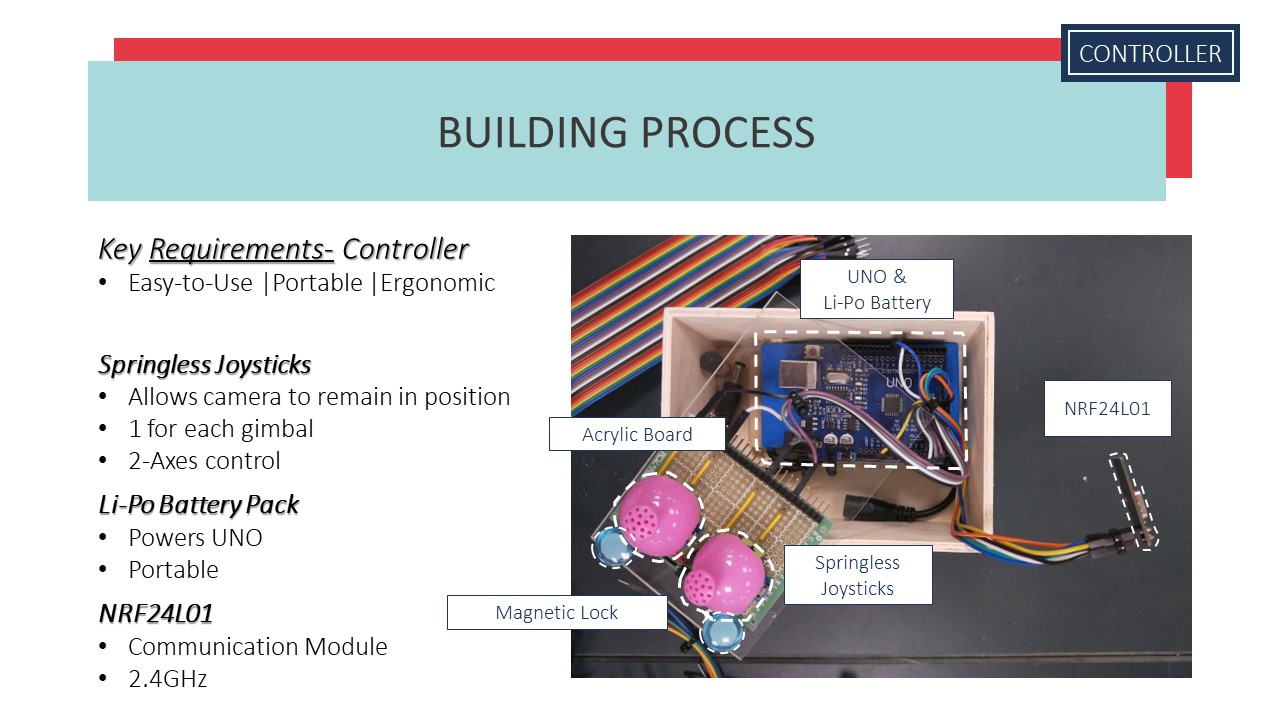 CONTROLLER
BUILDING PROCESS
Key Requirements- Controller
• Easy-to-Use |Portable |Ergonomic
Springless Joysticks
• Allows camera to remain in position
• 1 for each gimbal
• 2-Axes control
Li-Po Battery Pack
• Powers UNO
• Portable
NRF24L01
• Communication Module
• 2.4GHz
UNO &
Li-Po Battery
UNO
NRF24L01
Acrylic Board
Springless
Joysticks
Magnetic Lock